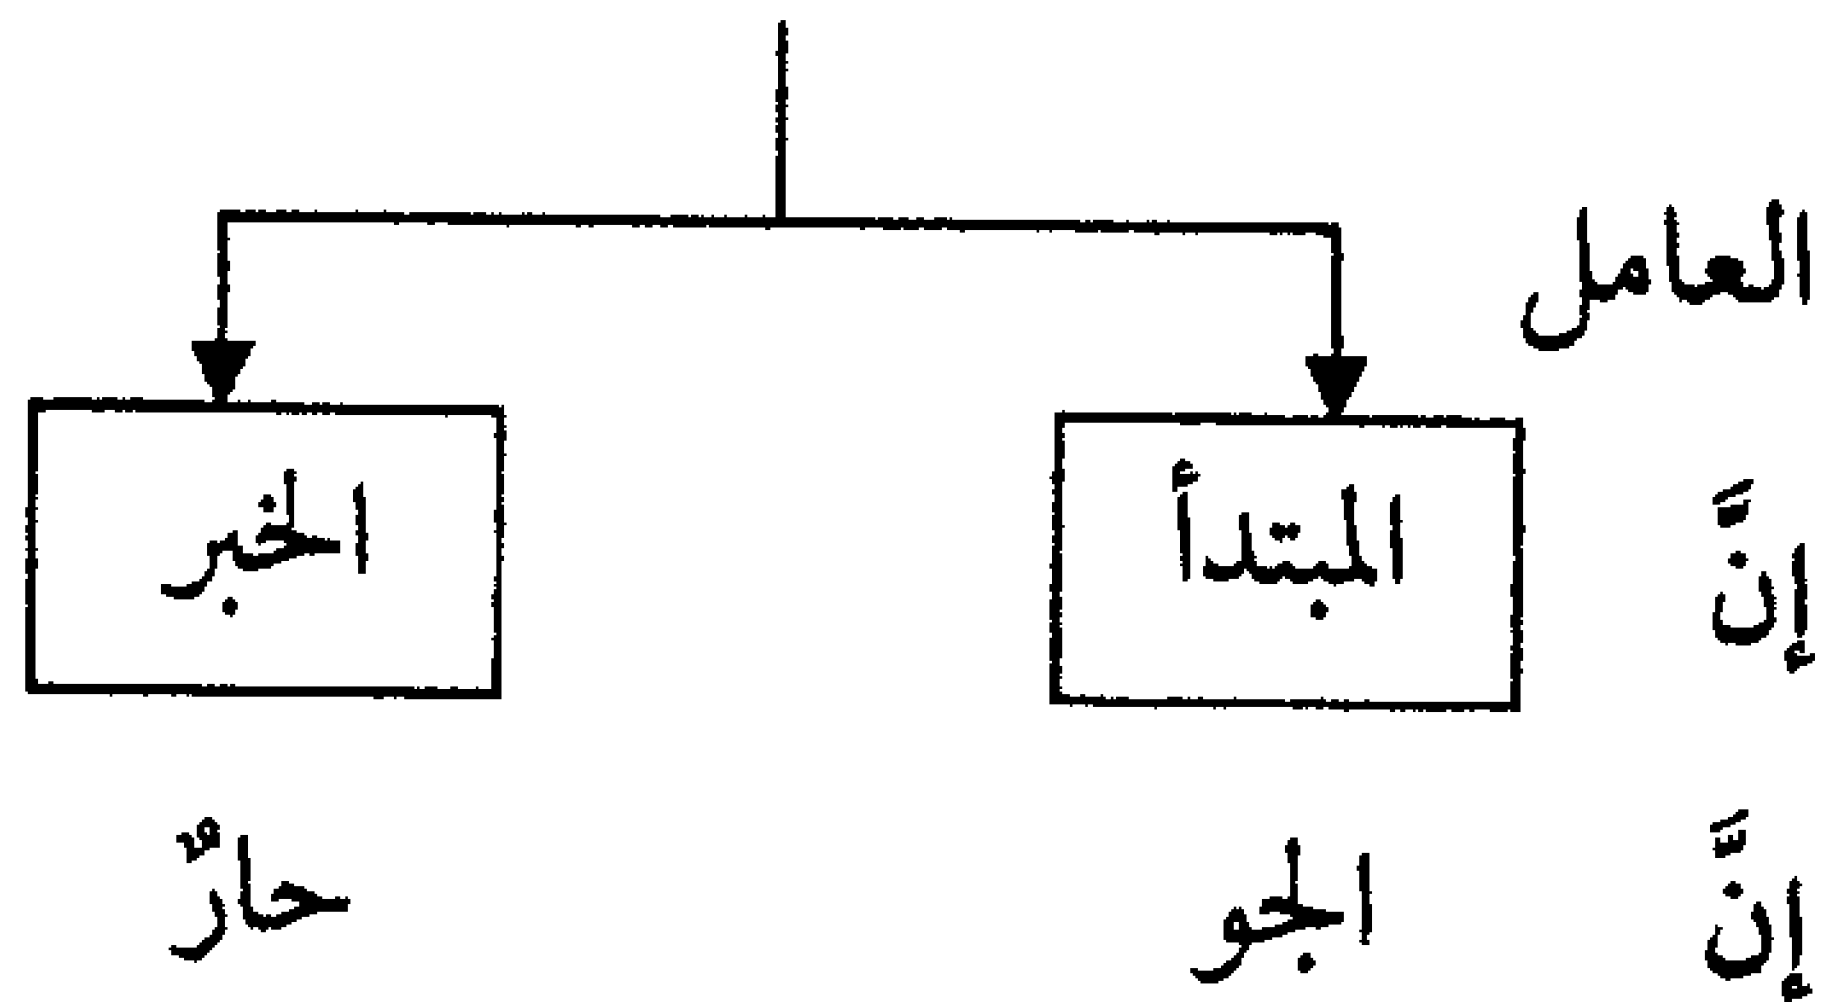 العامل
إنَّ المبتدأ الخبر
إنَّ الجو حارٌ